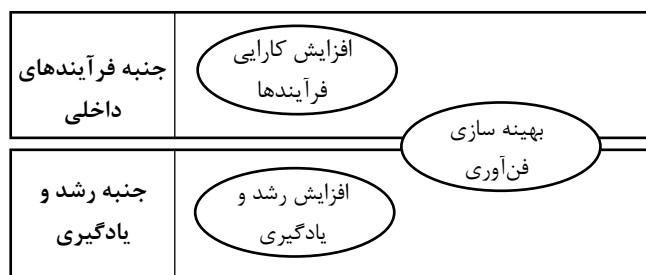 جنبه فرآیندهای
داخلی
افزایش کارایی
فرآیندها
بهینه سازی
فن‌آوری
جنبه رشد و
یادگیری
افزایش رشد و
یادگیری